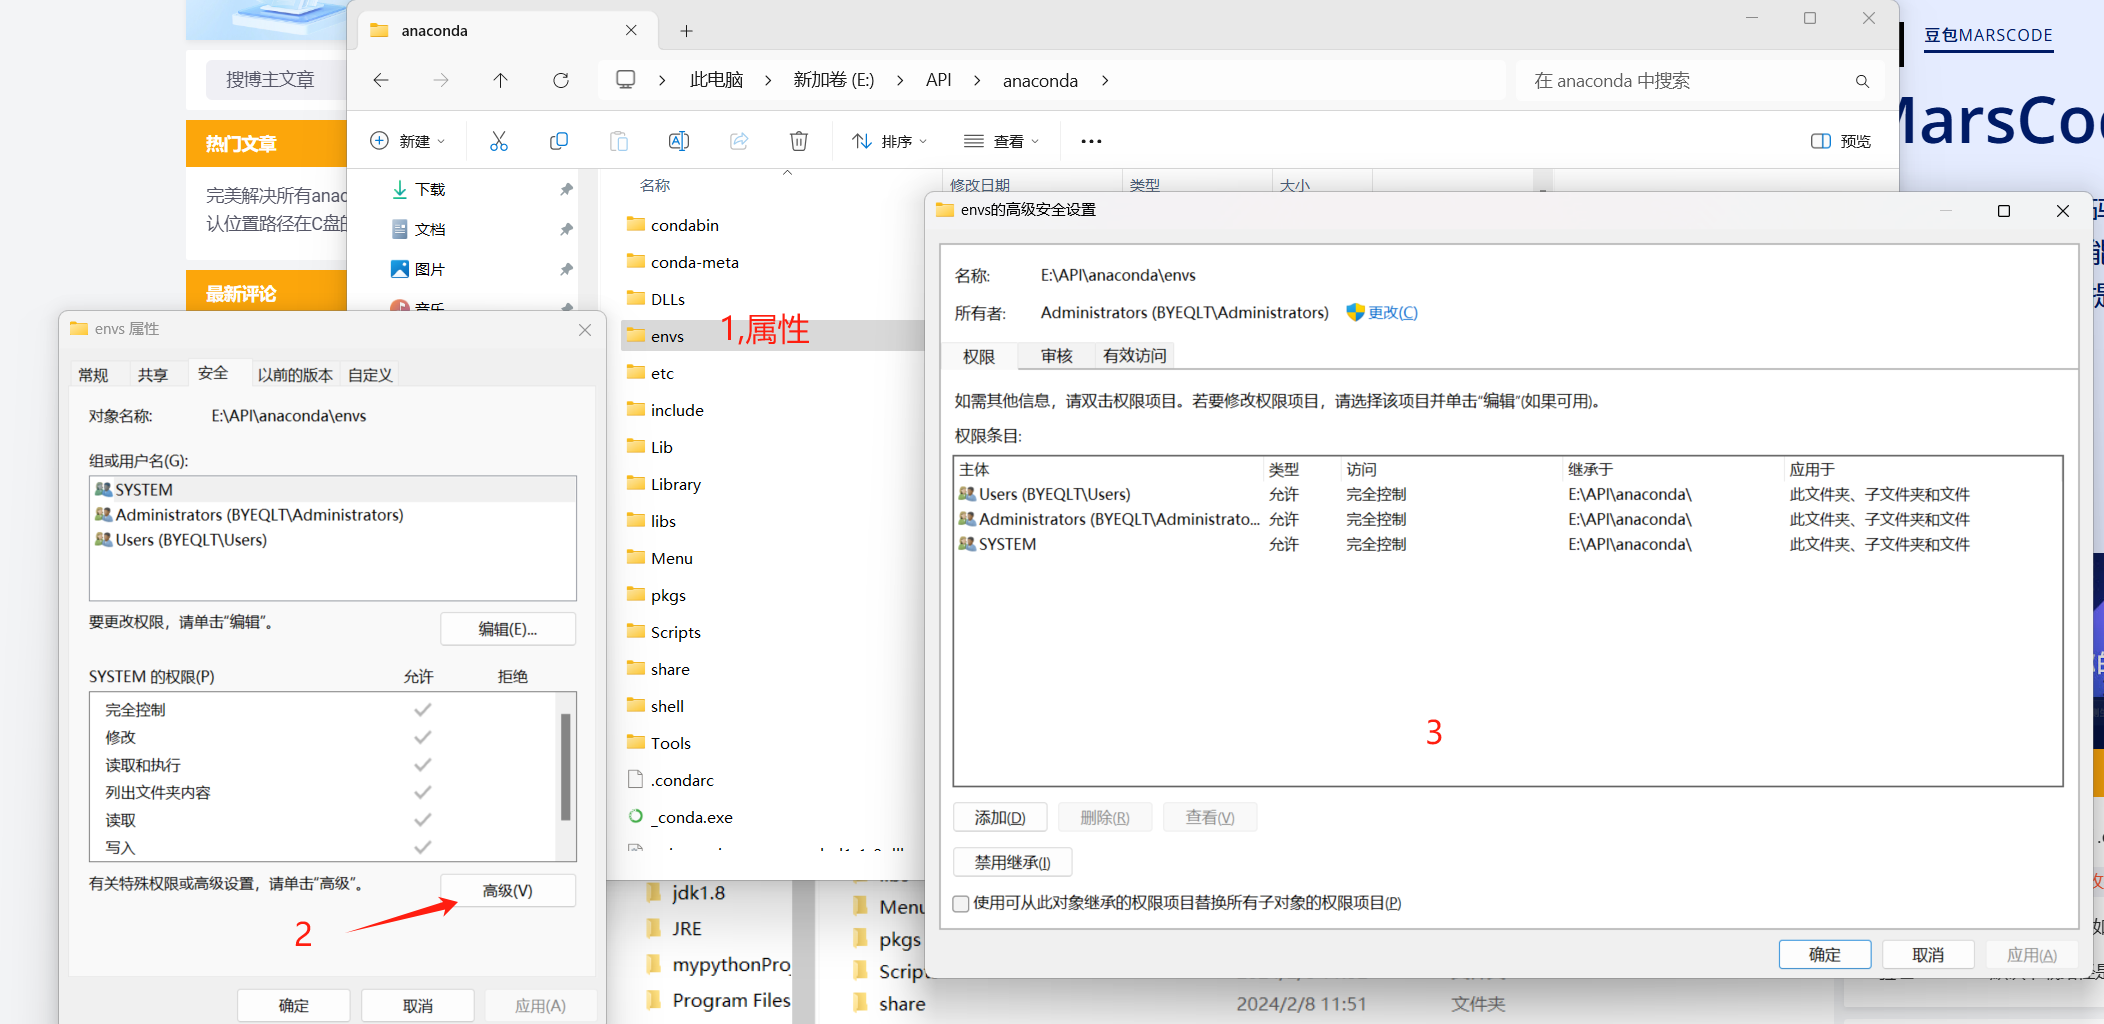 搜博主文章
热门文章
完美解决所有anac
认位置路径在C盘的
最新评论
anaconda
此电脑
新加卷 (E:)
API
anaconda
在 anaconda 中搜索
新建
排序
查看
预览
下载
文档
图片
音乐
名称
修改日期
类型
大小
condabin
conda-meta
DLLs
envs
1,属性
etc
include
Lib
Library
libs
Menu
pkgs
Scripts
share
shell
Tools
.condarc
_conda.exe
envs 属性
常规
共享
安全
以前的版本
自定义
对象名称:
E:\API\anaconda\envs
组或用户名(G):
SYSTEM
Administrators (BYEQLT\Administrators)
Users (BYEQLT\Users)
要更改权限，请单击“编辑”。
编辑(E)...
SYSTEM 的权限(P)
允许
拒绝
完全控制
修改
读取和执行
列出文件夹内容
读取
写入
有关特殊权限或高级设置，请单击“高级”。
高级(V)
2
确定
取消
应用(A)
jdk1.8
JRE
mypythonPro
Program Files
Menu
pkgs
Scrip
share
2024/2/8 11:51
文件夹
envs的高级安全设置
名称:
E:\API\anaconda\envs
所有者:
Administrators (BYEQLT\Administrators)
更改(C)
权限
审核
有效访问
如需其他信息，请双击权限项目。若要修改权限项目，请选择该项目并单击“编辑”(如果可用)。
权限条目:
主体 类型 访问 继承于 应用于
Users (BYEQLT\Users) 允许 完全控制 E:\API\anaconda\ 此文件夹、子文件夹和文件
Administrators (BYEQLT\Administrato... 允许 完全控制 E:\API\anaconda\ 此文件夹、子文件夹和文件
SYSTEM 允许 完全控制 E:\API\anaconda\ 此文件夹、子文件夹和文件
3
添加(D)
删除(R)
查看(V)
禁用继承(I)
使用可从此对象继承的权限项目替换所有子对象的权限项目(P)
确定
取消
应用(A)
豆包MARSCODE
MarsCo